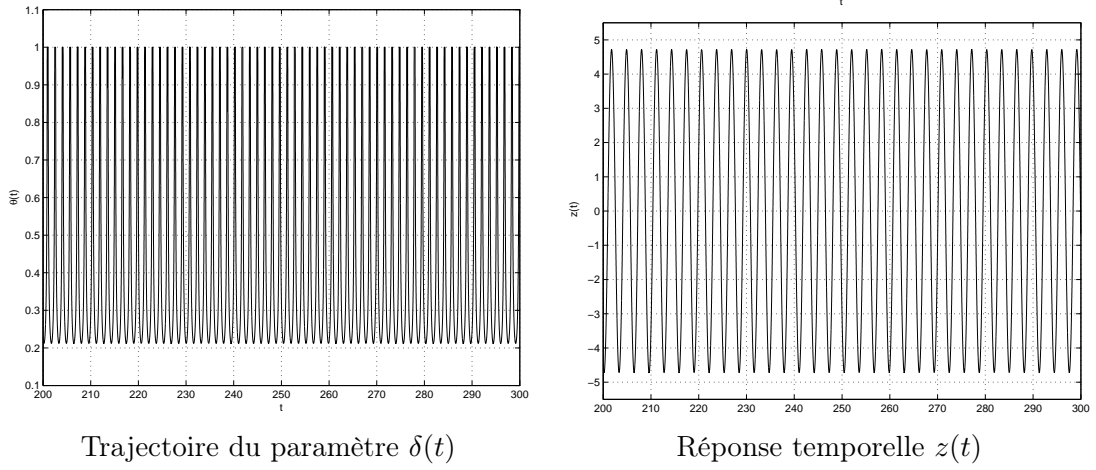 t
1.1
1
0.9
0.8
0.7
0.6
0.5
0.4
0.3
0.2
0.1
θ(t)
200 210 220 230 240 250 260 270 280 290 300
t
Trajectoire du paramètre δ(t)
5
4
3
2
1
0
−1
−2
−3
−4
−5
z(t)
200 210 220 230 240 250 260 270 280 290 300
t
Réponse temporelle z(t)